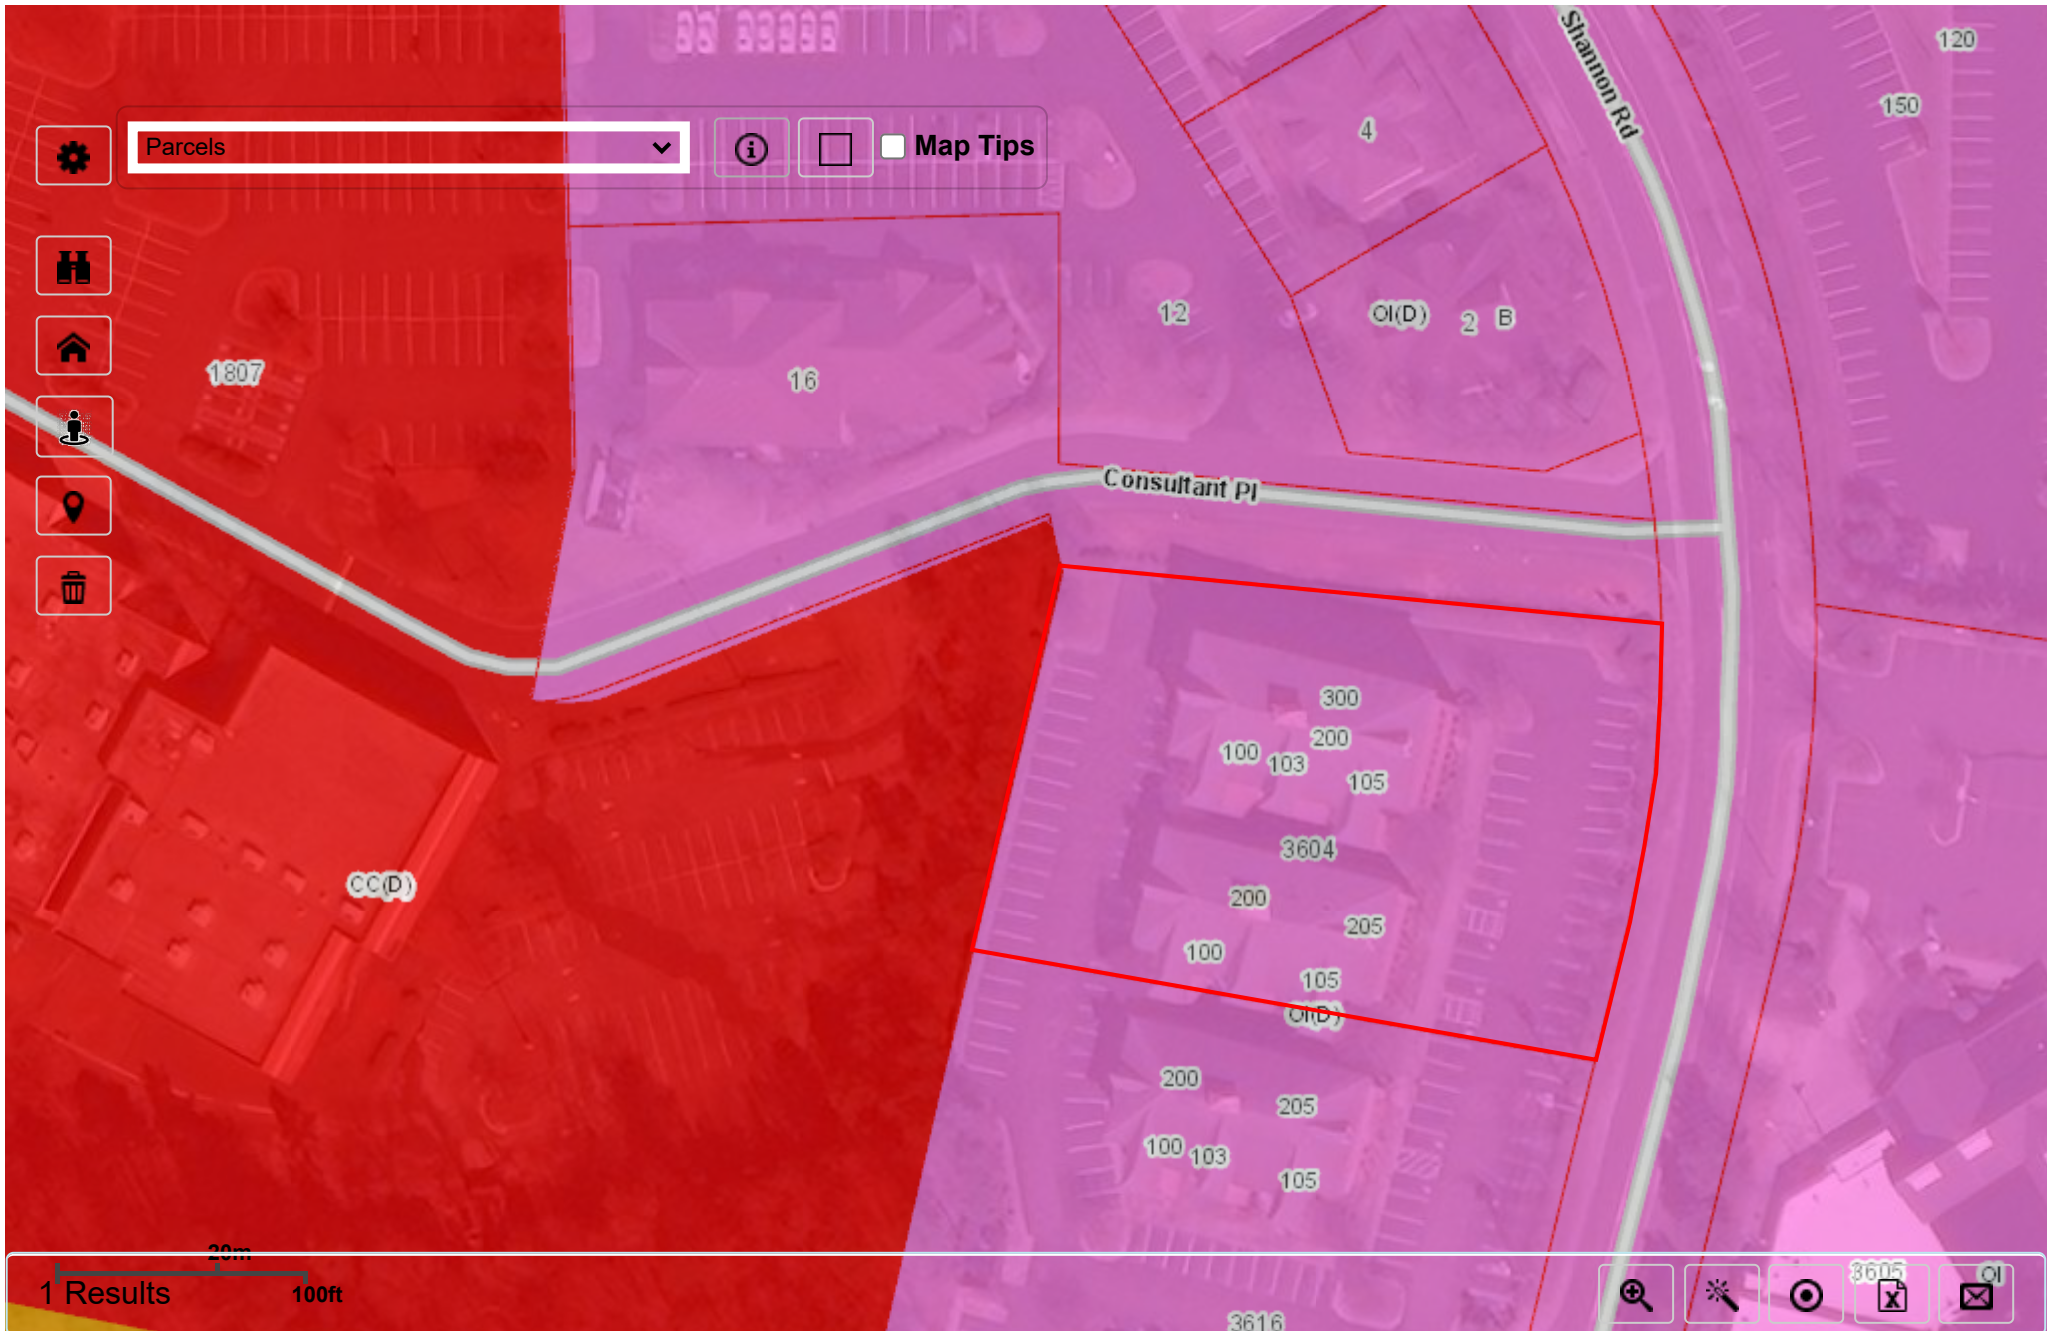 Shannon Rd
120
150
Parcels
Map Tips
4
12
OI(D) 2 B
1807
16
Consultant Pl
300
200
100 103
105
3604
CC(D)
200
205
100
105
OI(D)
200
205
100 103
105
20m
1 Results
100ft
3605
OI
3616